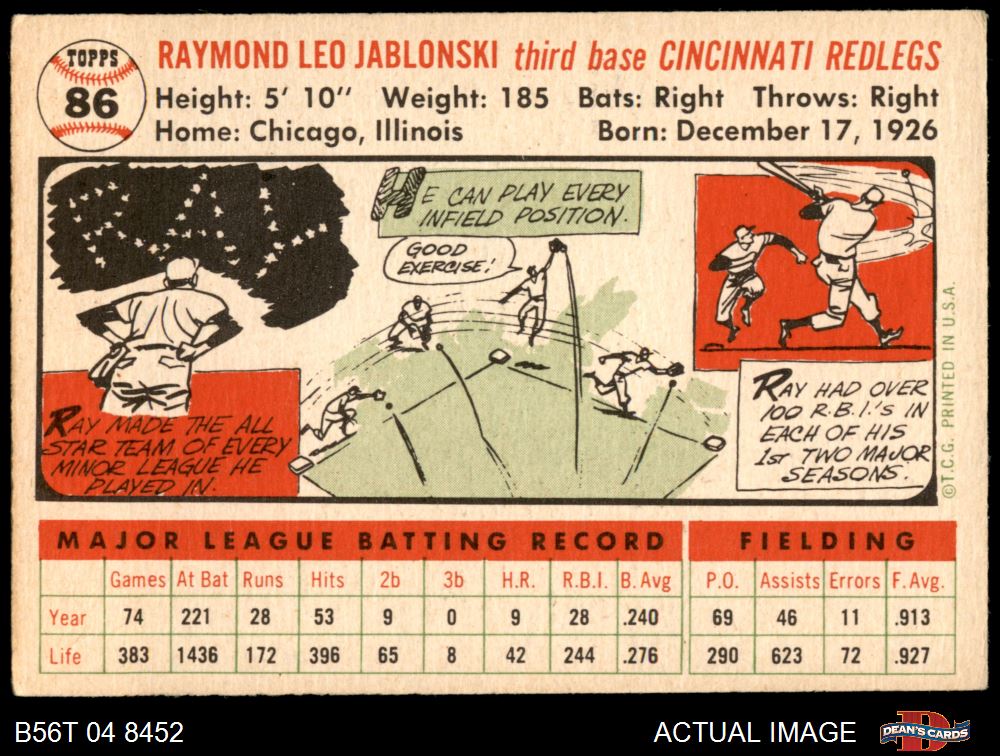 TOPPS
86
RAYMOND LEO JABLONSKI third base CINCINNATI REDLEGS
Height: 5' 10" Weight: 185 Bats: Right Throws: Right
Home: Chicago, Illinois Born: December 17, 1926
RAY MADE THE ALL
STAR TEAM OF EVERY
MINOR LEAGUE HE
PLAYED IN.
HE CAN PLAY EVERY
INFIELD POSITION.
GOOD
EXERCISE!
RAY HAD OVER
100 R.B.I.'s IN
EACH OF HIS
1st TWO MAJOR
SEASONS.
©T.C.G. PRINTED IN U.S.A.
MAJOR LEAGUE BATTING RECORD FIELDING
Games At Bat Runs Hits 2b 3b H.R. R.B.I. B. Avg P.O. Assists Errors F. Avg.
Year 74 221 28 53 9 0 9 28 .240 69 46 11 .913
Life 383 1436 172 396 65 8 42 244 .276 290 623 72 .927
B56T 04 8452 ACTUAL IMAGE
D
DEAN'S CARDS